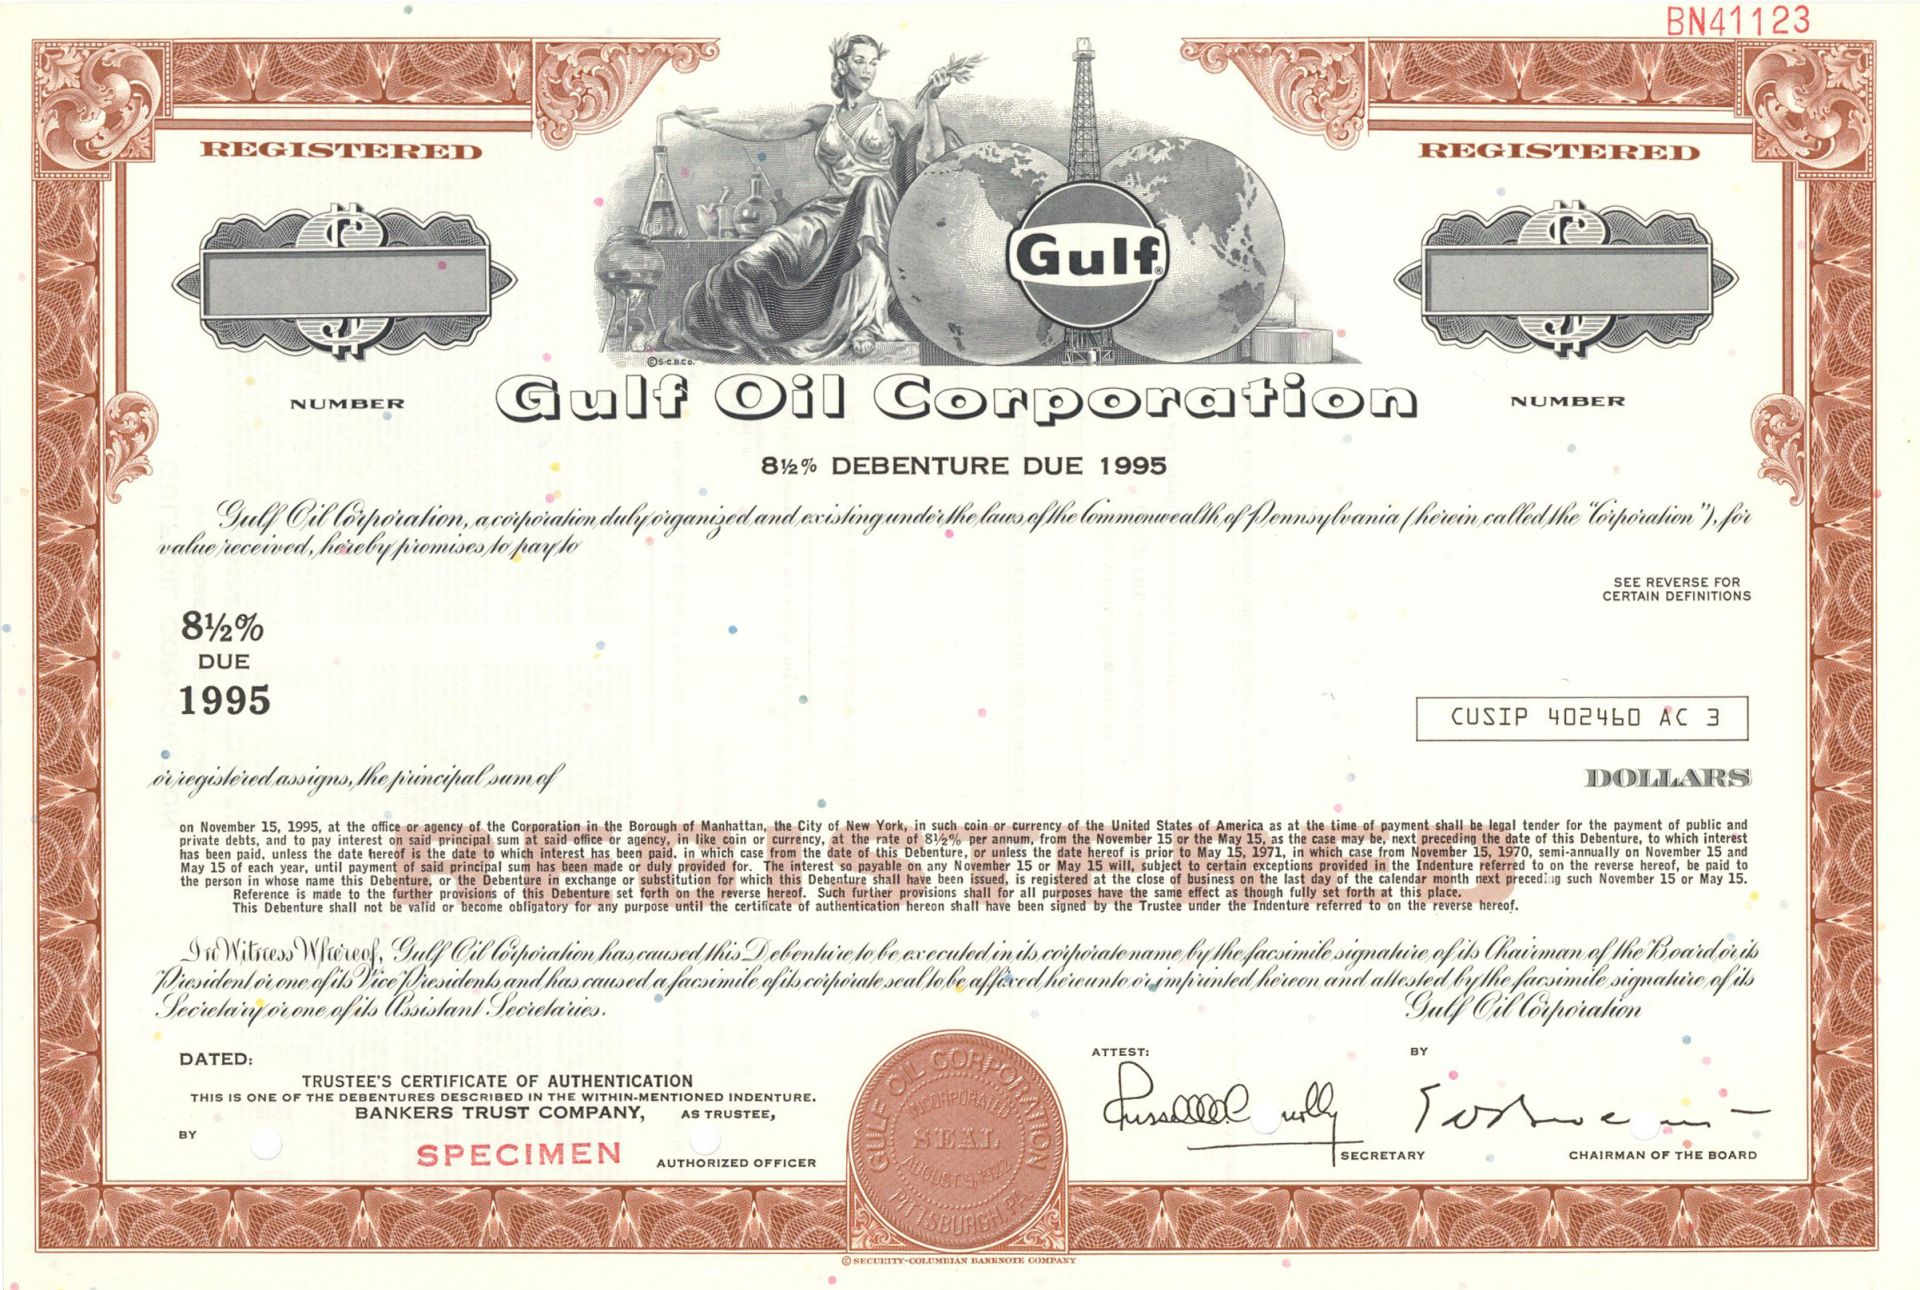 BN41123
REGISTERED
REGISTERED
Gulf®
© S-C.B.Co.
NUMBER
NUMBER
Gulf Oil Corporation
8½% DEBENTURE DUE 1995
Gulf Oil Corporation, a corporation duly organized and existing under the laws of the Commonwealth of Pennsylvania (herein called the "Corporation"), for
value received, hereby promises to pay to
SEE REVERSE FOR
CERTAIN DEFINITIONS
8½%
DUE
1995
CUSIP 402460 AC 3
or registered assigns, the principal sum of
DOLLARS
on November 15, 1995, at the office or agency of the Corporation in the Borough of Manhattan, the City of New York, in such coin or currency of the United States of America as at the time of payment shall be legal tender for the payment of public and
private debts, and to pay interest on said principal sum at said office or agency, in like coin or currency, at the rate of 8½% per annum, from the November 15 or the May 15, as the case may be, next preceding the date of this Debenture, to which interest
has been paid, unless the date hereof is the date to which interest has been paid, in which case from the date of this Debenture, or unless the date hereof is prior to May 15, 1971, in which case from November 15, 1970, semi-annually on November 15 and
May 15 of each year, until payment of said principal sum has been made or duly provided for. The interest so payable on any November 15 or May 15 will, subject to certain exceptions provided in the Indenture referred to on the reverse hereof, be paid to
the person in whose name this Debenture, or the Debenture in exchange or substitution for which this Debenture shall have been issued, is registered at the close of business on the last day of the calendar month next preceding such November 15 or May 15.
Reference is made to the further provisions of this Debenture set forth on the reverse hereof. Such further provisions shall for all purposes have the same effect as though fully set forth at this place.
This Debenture shall not be valid or become obligatory for any purpose until the certificate of authentication hereon shall have been signed by the Trustee under the Indenture referred to on the reverse hereof.
In Witness Whereof, Gulf Oil Corporation has caused this Debenture to be executed in its corporate name by the facsimile signature of its Chairman of the Board or its
President or one of its Vice Presidents and has caused a facsimile of its corporate seal to be affixed hereunto or imprinted hereon and attested by the facsimile signature of its
Secretary or one of its Assistant Secretaries.
Gulf Oil Corporation
DATED:
TRUSTEE'S CERTIFICATE OF AUTHENTICATION
THIS IS ONE OF THE DEBENTURES DESCRIBED IN THE WITHIN-MENTIONED INDENTURE.
BANKERS TRUST COMPANY, AS TRUSTEE,
BY
SPECIMEN
AUTHORIZED OFFICER
GULF OIL CORPORATION
INCORPORATED
SEAL
AUGUST 9, 1922
PITTSBURGH, PA.
ATTEST:
SECRETARY
BY
CHAIRMAN OF THE BOARD
© SECURITY-COLUMBIAN BANKNOTE COMPANY